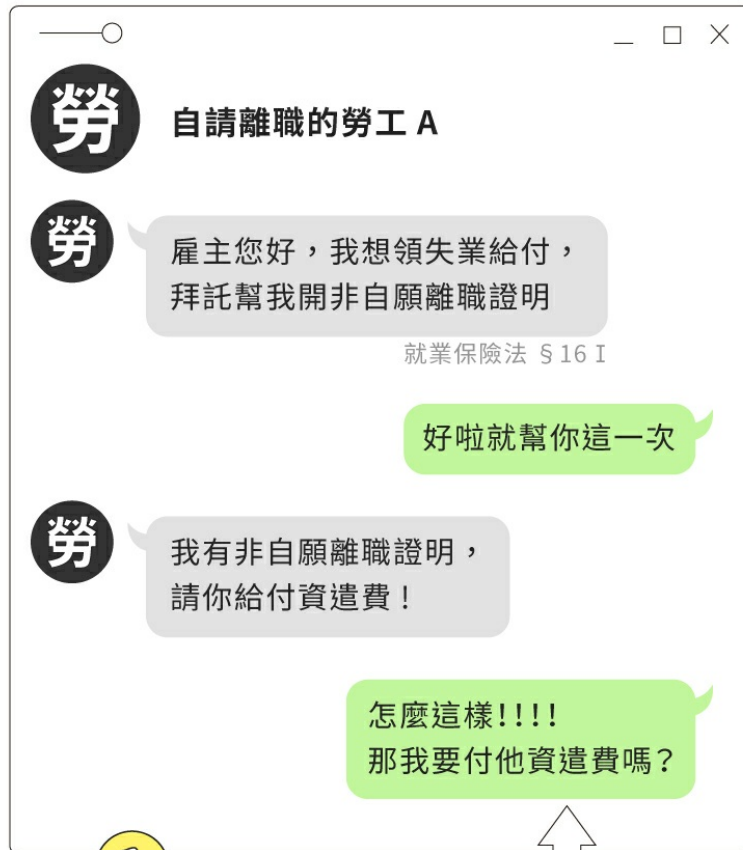 勞
自請離職的勞工 A
勞
雇主您好，我想領失業給付，
拜託幫我開非自願離職證明
就業保險法 §16 I
好啦就幫你這一次
勞
我有非自願離職證明，
請你給付資遣費！
怎麼這樣!!!!
那我要付他資遣費嗎？